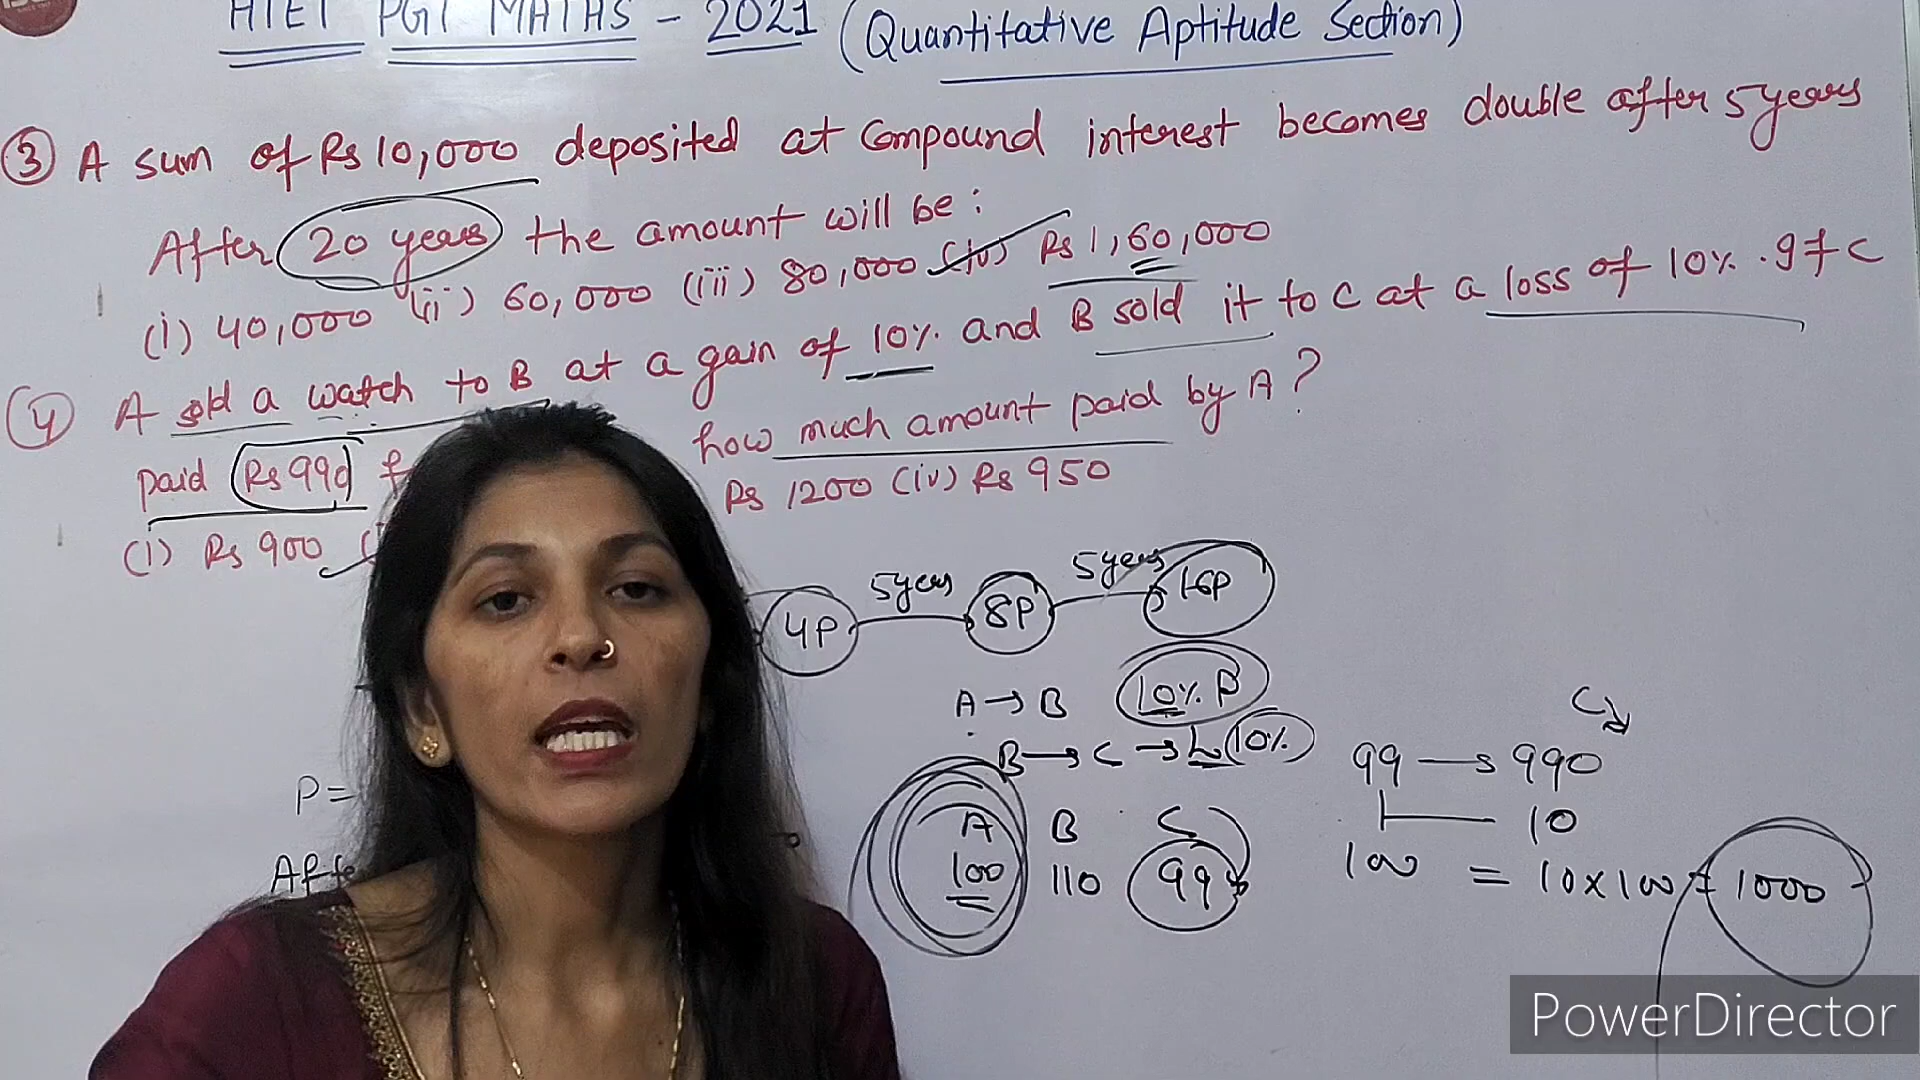 HTET PGT MATHS - 2021 (Quantitative Aptitude Section)
③ A sum of Rs 10,000 deposited at Compound interest becomes double after 5 years
After 20 years the amount will be:
(i) 40,000 (ii) 60,000 (iii) 80,000 (iv) Rs 1,60,000
④ A sold a watch to B at a gain of 10%. and B sold it to C at a loss of 10%. If C
paid Rs 990 how much amount paid by A?
(i) Rs 900 Rs 1200 (iv) Rs 950
4P 5years 8P 5years 16P
A → B 10% P
B → C → L 10%
C
99 → 990
P=
A B C
10
100 110 99
100 = 10×100 = 1000
PowerDirector